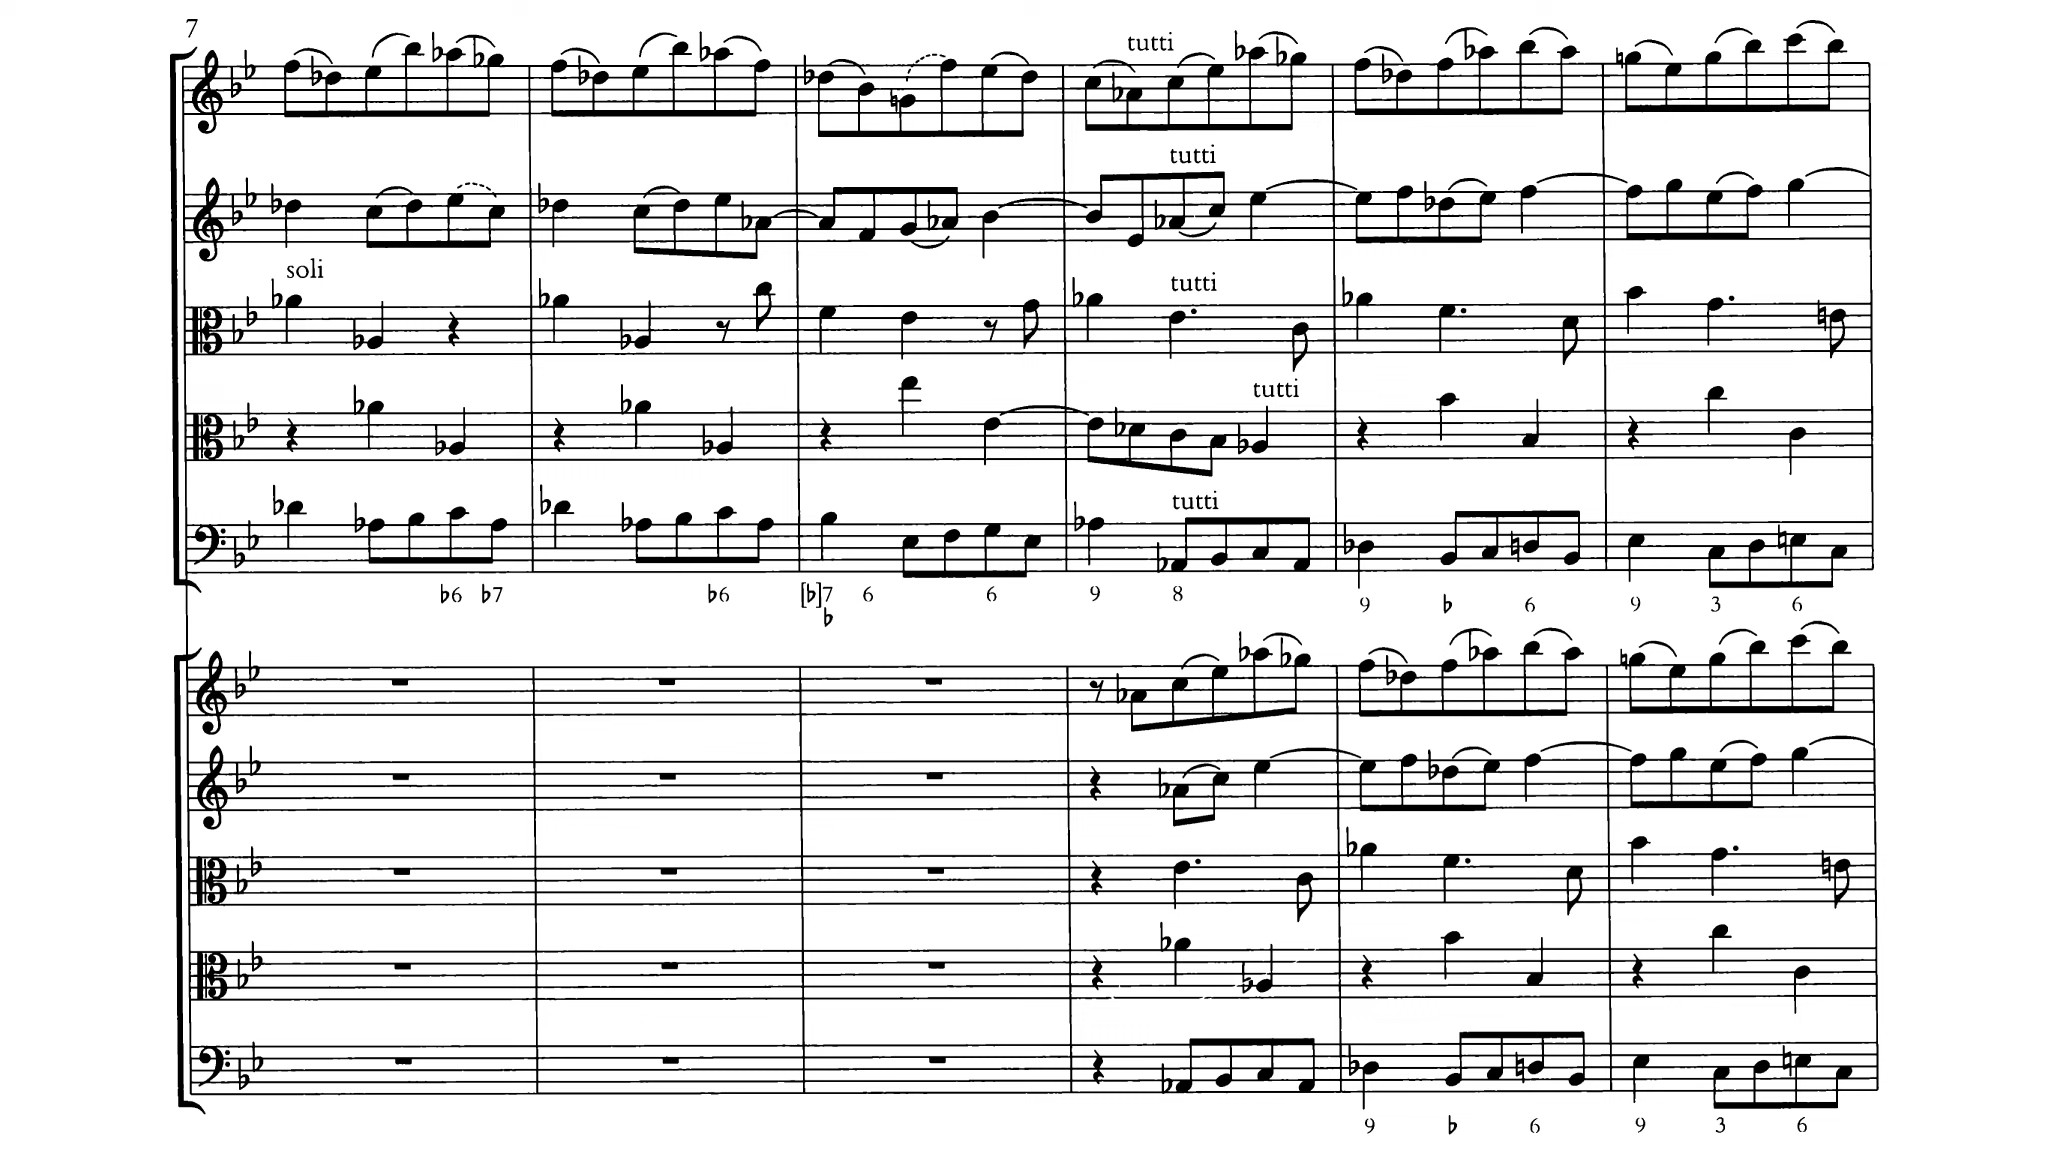 7
tutti
tutti
soli
tutti
tutti
tutti
♭6 ♭7 ♭6 [♭]7 6 6 9 8 9 ♭ 6 9 3 6
♭
9 ♭ 6 9 3 6